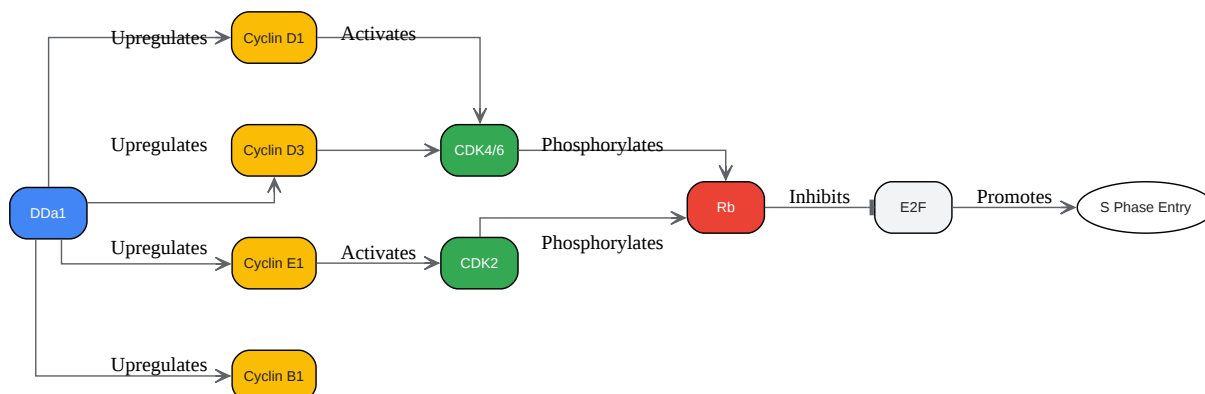 Upregulates
Cyclin D1
Activates
Upregulates
Cyclin D3
CDK4/6
Phosphorylates
DDa1
Rb
Inhibits
E2F
Promotes
S Phase Entry
Upregulates
Cyclin E1
Activates
CDK2
Phosphorylates
Upregulates
Cyclin B1